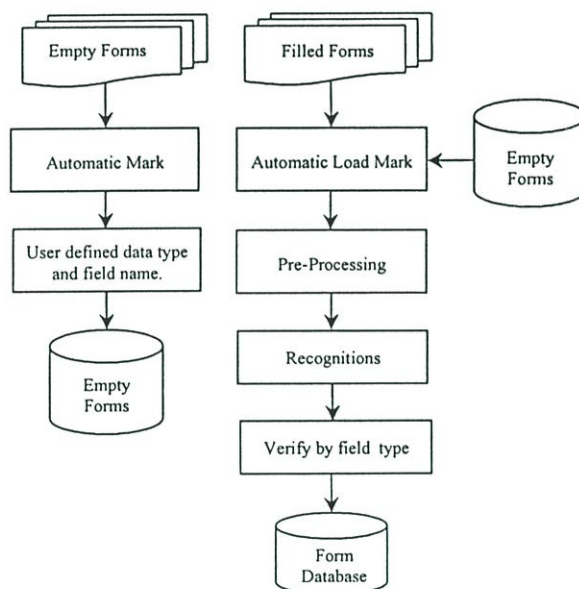 Empty Forms
Automatic Mark
User defined data type
and field name.
Empty
Forms
Filled Forms
Automatic Load Mark
Empty
Forms
Pre-Processing
Recognitions
Verify by field type
Form
Database